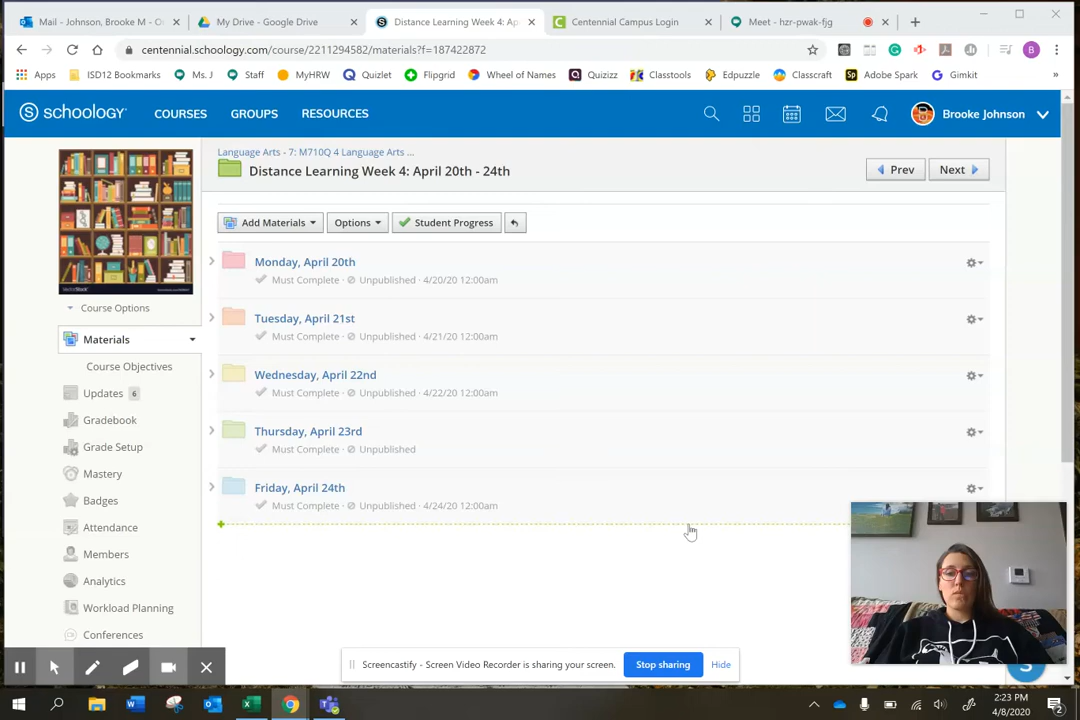 Mail - Johnson, Brooke M - O
My Drive - Google Drive
Distance Learning Week 4: Ap
Centennial Campus Login
Meet - hzr-pwak-fjg
centennial.schoology.com/course/2211294582/materials?f=187422872
Apps
ISD12 Bookmarks
Ms. J
Staff
MyHRW
Quizlet
Flipgrid
Wheel of Names
Quizizz
Classtools
Edpuzzle
Classcraft
Adobe Spark
Gimkit
»
schoology
COURSES
GROUPS
RESOURCES
Brooke Johnson
Language Arts - 7: M710Q 4 Language Arts ...
Distance Learning Week 4: April 20th - 24th
Prev
Next
Add Materials
Options
Student Progress
Monday, April 20th
Must Complete · Unpublished · 4/20/20 12:00am
Tuesday, April 21st
Must Complete · Unpublished · 4/21/20 12:00am
Wednesday, April 22nd
Must Complete · Unpublished · 4/22/20 12:00am
Thursday, April 23rd
Must Complete · Unpublished
Friday, April 24th
Must Complete · Unpublished · 4/24/20 12:00am
Course Options
Materials
Course Objectives
Updates 6
Gradebook
Grade Setup
Mastery
Badges
Attendance
Members
Analytics
Workload Planning
Conferences
Screencastify - Screen Video Recorder is sharing your screen.
Stop sharing
Hide
2:23 PM
4/8/2020
2